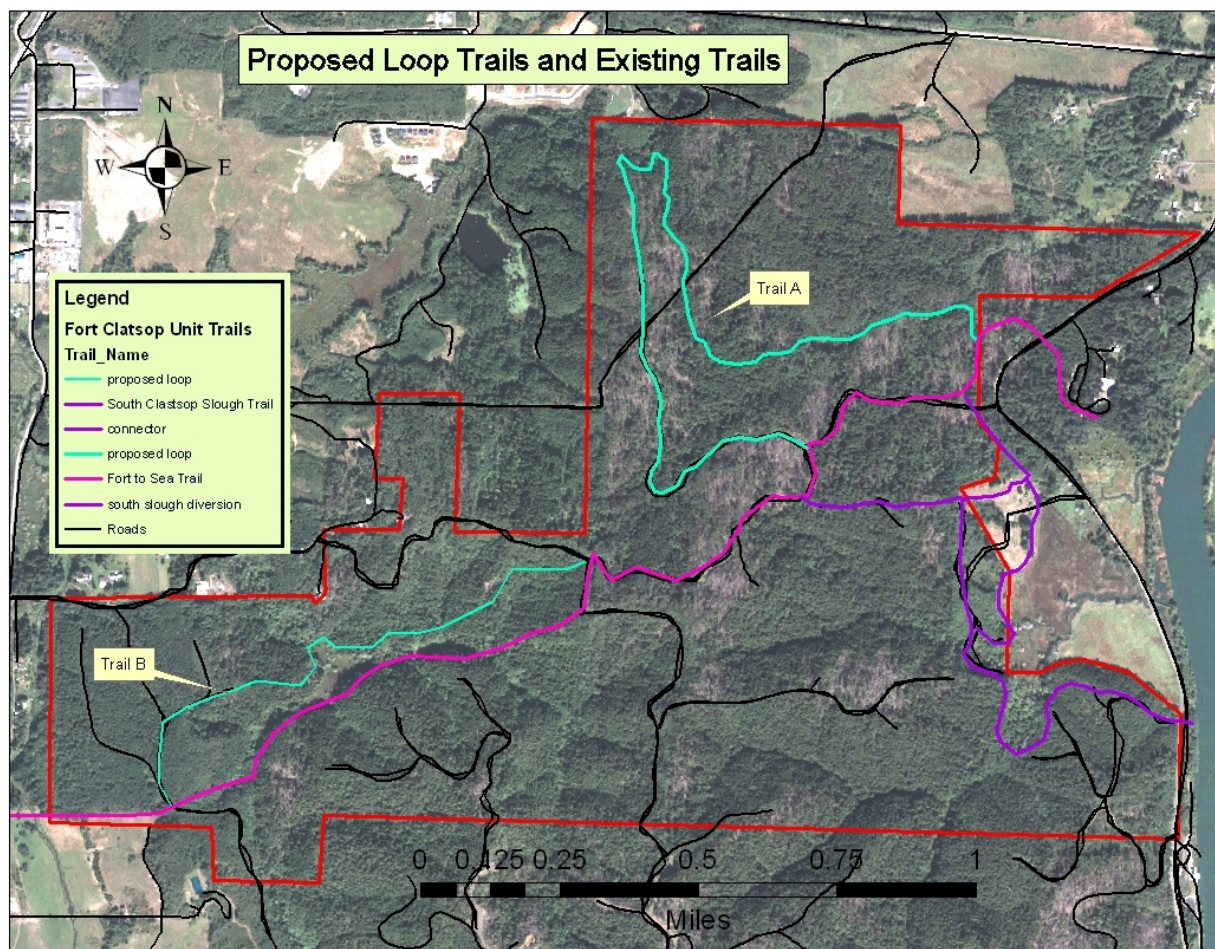 Proposed Loop Trails and Existing Trails
N
W E
S
Trail A
Legend
Fort Clatsop Unit Trails
Trail_Name
proposed loop
South Clastsop Slough Trail
connector
proposed loop
Fort to Sea Trail
south slough diversion
Roads
Trail B
0 0.125 0.25 0.5 0.75 1
Miles